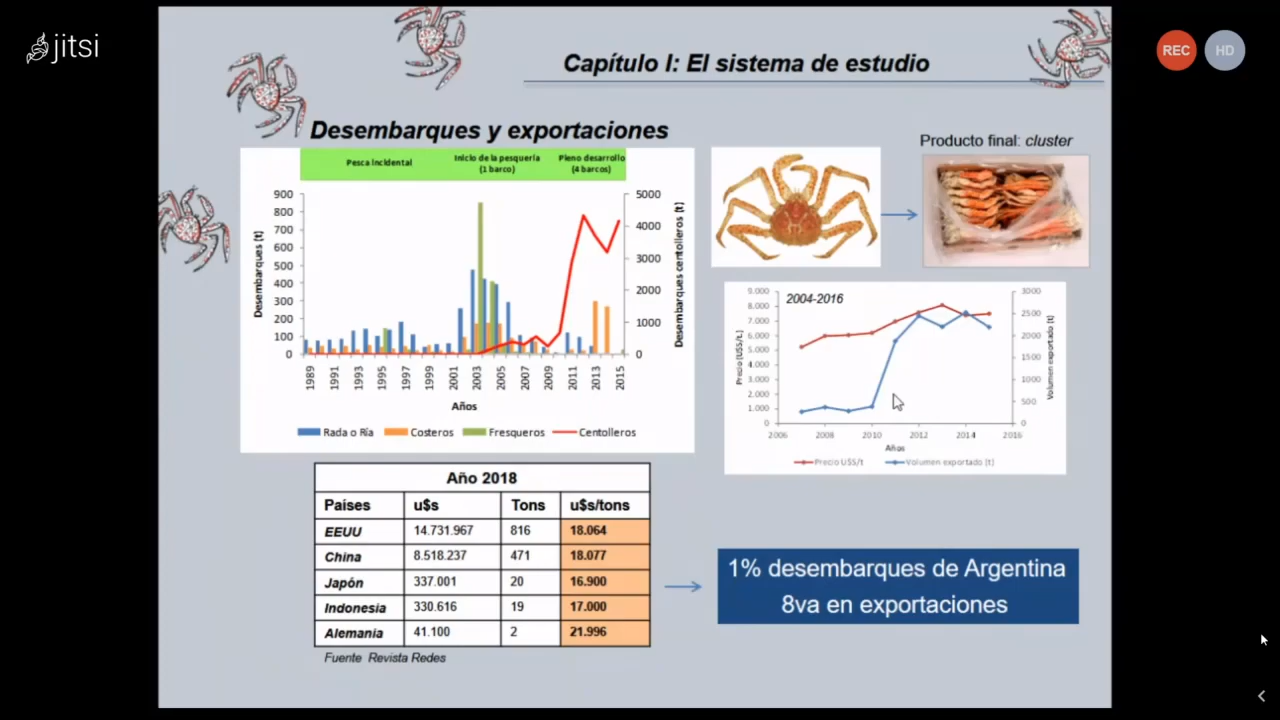 jitsi
REC
HD
Capítulo I: El sistema de estudio
Desembarques y exportaciones
Pesca incidental
Inicio de la pesquería
(1 barco)
Pleno desarrollo
(4 barcos)
Desembarques (t)
900
800
700
600
500
400
300
200
100
0
5000
4000
3000
2000
1000
0
Desembarques centolleros (t)
1989
1991
1993
1995
1997
1999
2001
2003
2005
2007
2009
2011
2013
2015
Años
Rada o Ría
Costeros
Fresqueros
Centolleros
Producto final: cluster
2004-2016
Precio (US$/t.)
9.000
8.000
7.000
6.000
5.000
4.000
3.000
2.000
1.000
0
3000
2500
2000
1500
1000
500
0
Volumen exportado (t)
2006
2008
2010
2012
2014
2016
Años
Precio US$/t
Volumen exportado (t)
Año 2018
Países u$s Tons u$s/tons
EEUU 14.731.967 816 18.064
China 8.518.237 471 18.077
Japón 337.001 20 16.900
Indonesia 330.616 19 17.000
Alemania 41.100 2 21.996
Fuente Revista Redes
1% desembarques de Argentina
8va en exportaciones